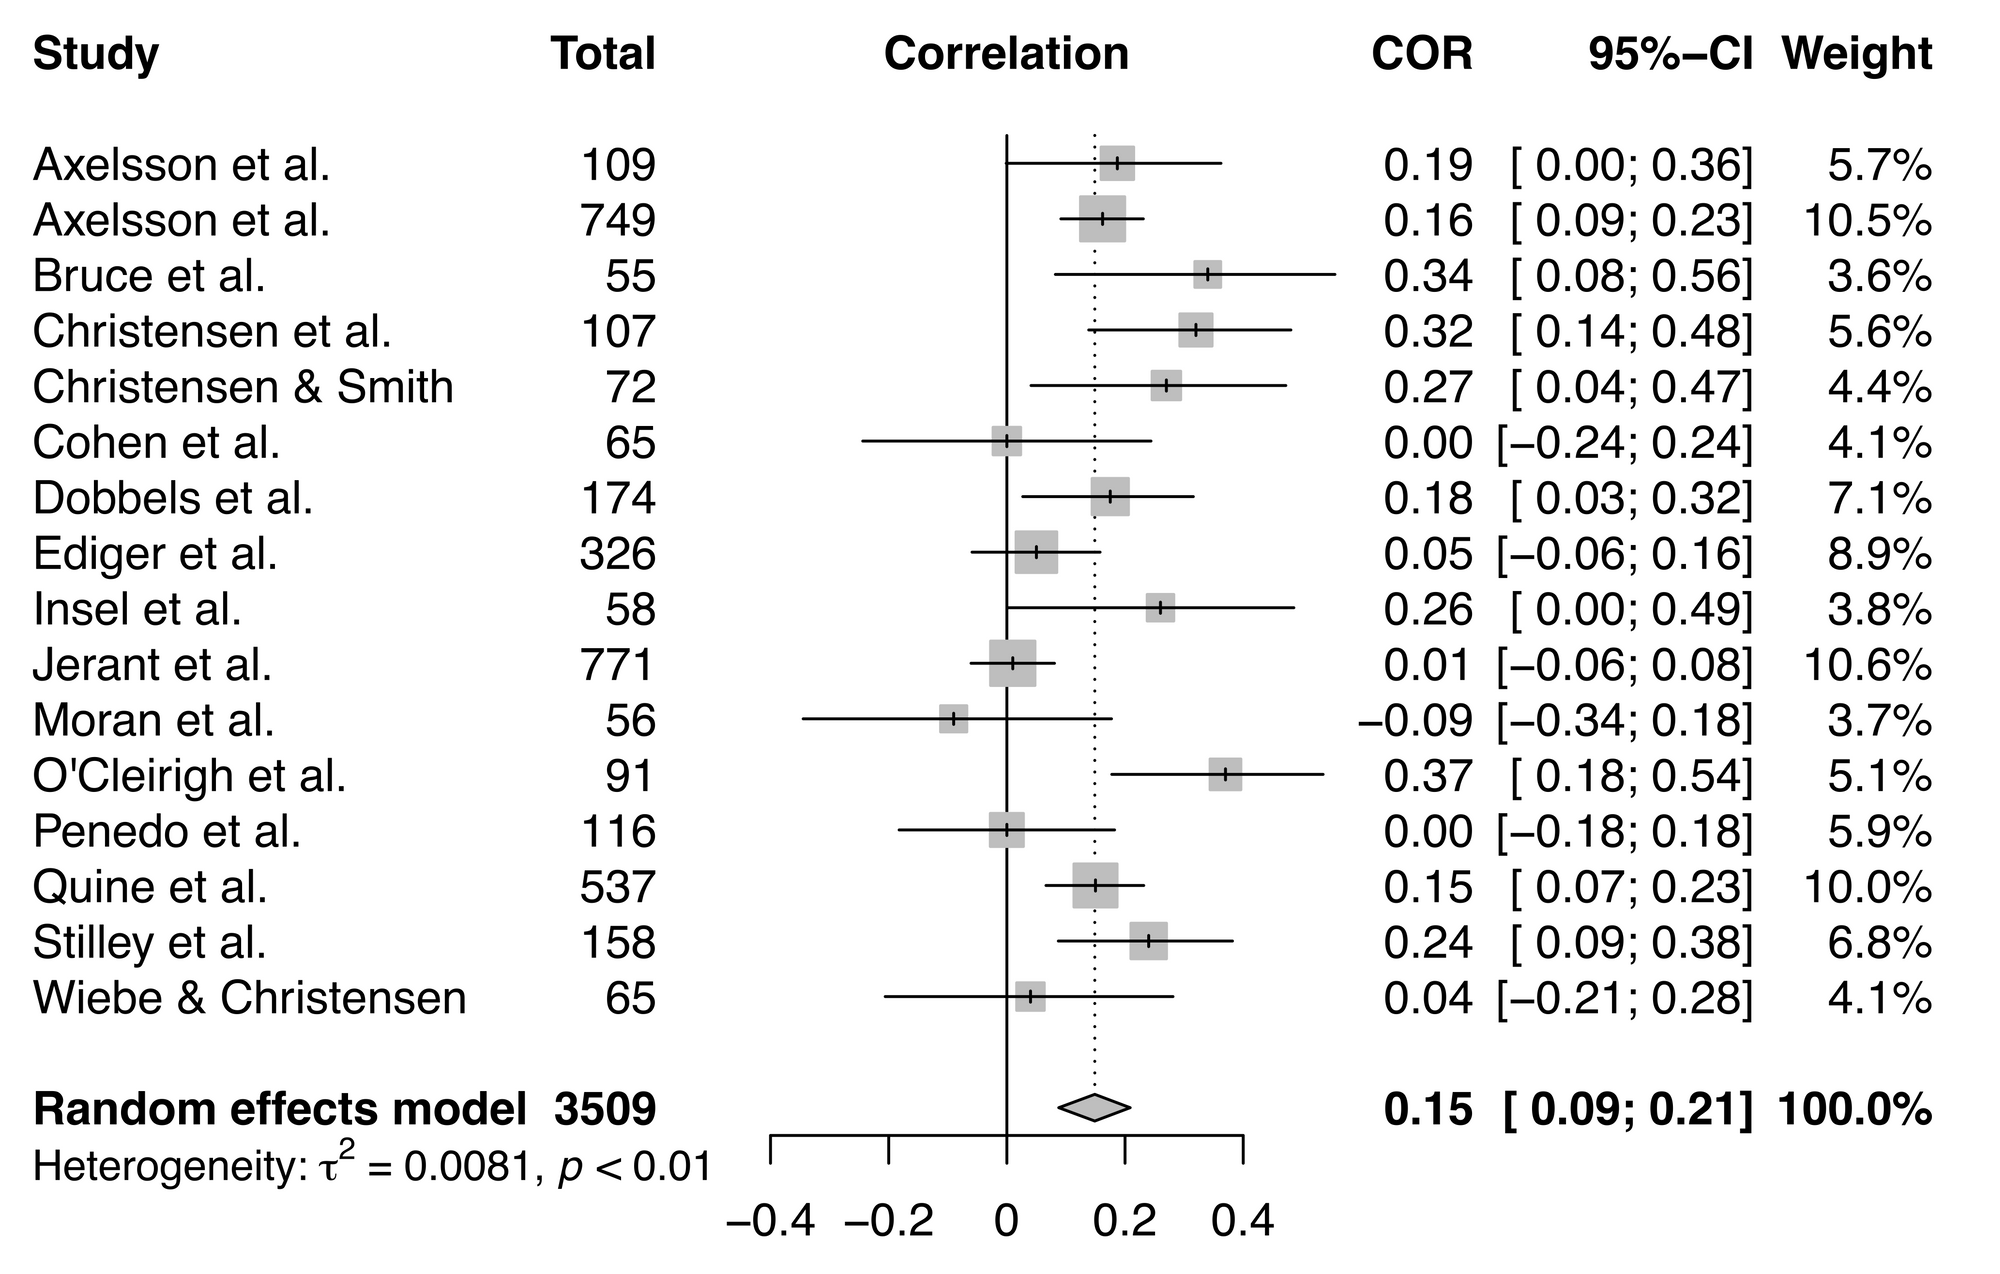 Study Total Correlation COR 95%–CI Weight
Axelsson et al. 109 0.19 [ 0.00; 0.36] 5.7%
Axelsson et al. 749 0.16 [ 0.09; 0.23] 10.5%
Bruce et al. 55 0.34 [ 0.08; 0.56] 3.6%
Christensen et al. 107 0.32 [ 0.14; 0.48] 5.6%
Christensen & Smith 72 0.27 [ 0.04; 0.47] 4.4%
Cohen et al. 65 0.00 [−0.24; 0.24] 4.1%
Dobbels et al. 174 0.18 [ 0.03; 0.32] 7.1%
Ediger et al. 326 0.05 [−0.06; 0.16] 8.9%
Insel et al. 58 0.26 [ 0.00; 0.49] 3.8%
Jerant et al. 771 0.01 [−0.06; 0.08] 10.6%
Moran et al. 56 −0.09 [−0.34; 0.18] 3.7%
O'Cleirigh et al. 91 0.37 [ 0.18; 0.54] 5.1%
Penedo et al. 116 0.00 [−0.18; 0.18] 5.9%
Quine et al. 537 0.15 [ 0.07; 0.23] 10.0%
Stilley et al. 158 0.24 [ 0.09; 0.38] 6.8%
Wiebe & Christensen 65 0.04 [−0.21; 0.28] 4.1%
Random effects model 3509 0.15 [ 0.09; 0.21] 100.0%
Heterogeneity: τ² = 0.0081, p < 0.01
−0.4 −0.2 0 0.2 0.4